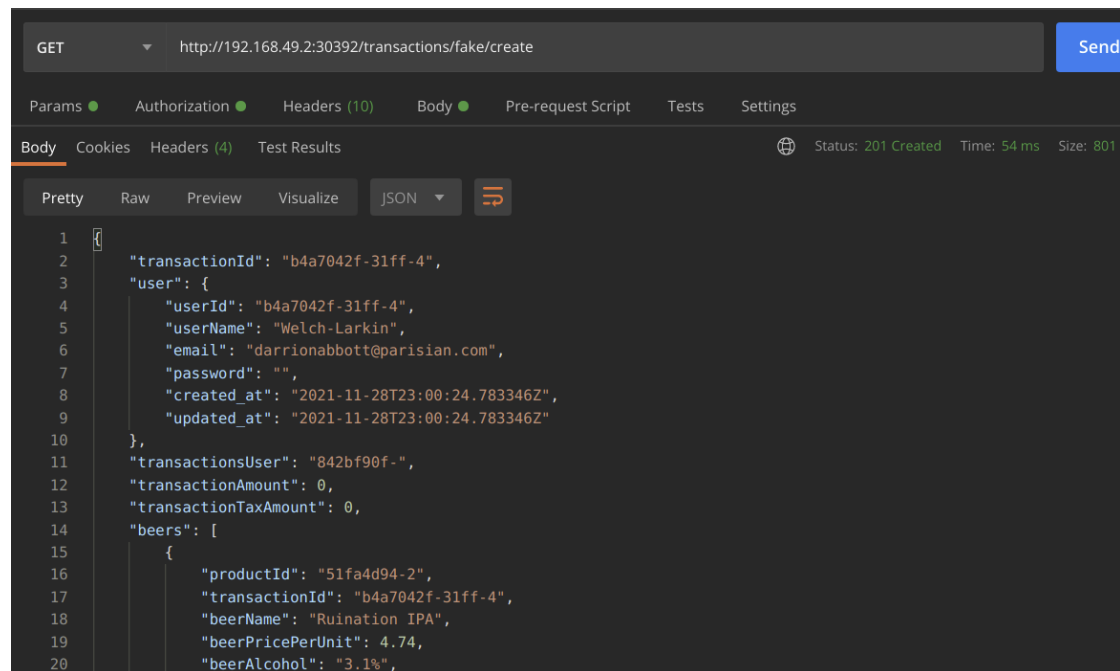 GET http://192.168.49.2:30392/transactions/fake/create Send
Params Authorization Headers (10) Body Pre-request Script Tests Settings
Body Cookies Headers (4) Test Results Status: 201 Created Time: 54 ms Size: 801
Pretty Raw Preview Visualize JSON
1 {
2 "transactionId": "b4a7042f-31ff-4",
3 "user": {
4 "userId": "b4a7042f-31ff-4",
5 "userName": "Welch-Larkin",
6 "email": "darrionabbott@parisian.com",
7 "password": "",
8 "created_at": "2021-11-28T23:00:24.783346Z",
9 "updated_at": "2021-11-28T23:00:24.783346Z"
10 },
11 "transactionsUser": "842bf90f-",
12 "transactionAmount": 0,
13 "transactionTaxAmount": 0,
14 "beers": [
15 {
16 "productId": "51fa4d94-2",
17 "transactionId": "b4a7042f-31ff-4",
18 "beerName": "Ruination IPA",
19 "beerPricePerUnit": 4.74,
20 "beerAlcohol": "3.1%",